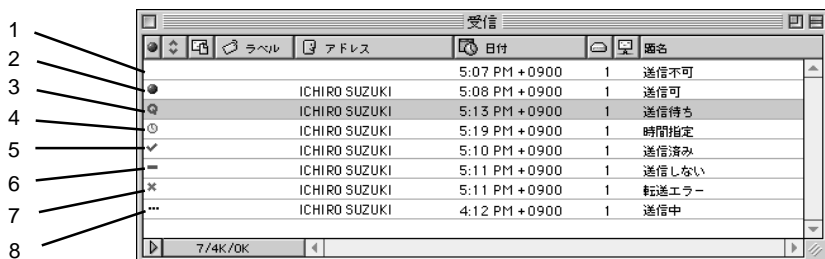 受信
ラベル アドレス 日付 題名
1 5:07 PM +0900 1 送信不可
2 ICHIRO SUZUKI 5:08 PM +0900 1 送信可
3 Q ICHIRO SUZUKI 5:13 PM +0900 1 送信待ち
4 ICHIRO SUZUKI 5:19 PM +0900 1 時間指定
5 ICHIRO SUZUKI 5:10 PM +0900 1 送信済み
6 ICHIRO SUZUKI 5:11 PM +0900 1 送信しない
7 ICHIRO SUZUKI 5:11 PM +0900 1 転送エラー
8 ICHIRO SUZUKI 4:12 PM +0900 1 送信中
7/4K/0K